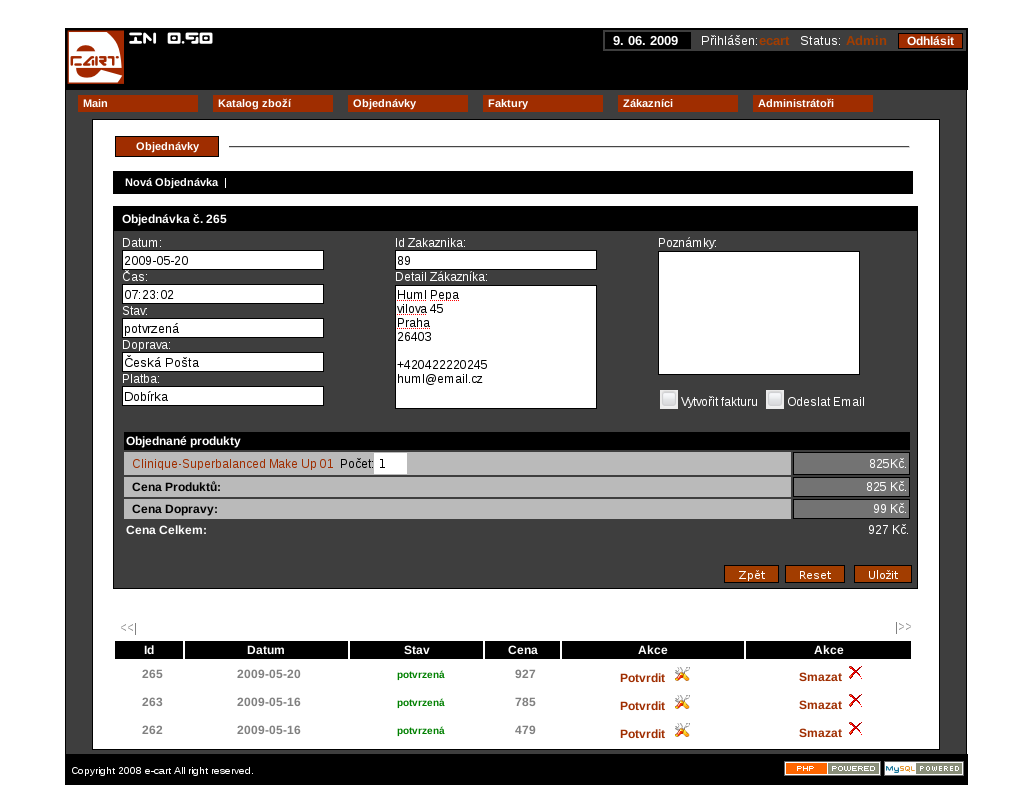 IN 0.50
9. 06. 2009 Přihlášen:ecart Status: Admin Odhlásit
CART
Main Katalog zboží Objednávky Faktury Zákazníci Administrátoři
Objednávky
Nová Objednávka |
Objednávka č. 265
Datum: Id Zakaznika: Poznámky:
2009-05-20 89
Čas: Detail Zákazníka:
07:23:02 Huml Pepa
vilova 45
Stav: Praha
potvrzená 26403
Doprava:
Česká Pošta +420422220245
Platba: huml@email.cz
Dobírka
Vytvořit fakturu Odeslat Email
Objednané produkty
Clinique-Superbalanced Make Up 01 Počet: 1 825Kč.
Cena Produktů: 825 Kč.
Cena Dopravy: 99 Kč.
Cena Celkem: 927 Kč.
Zpět Reset Uložit
<<| |>>
Id Datum Stav Cena Akce Akce
265 2009-05-20 potvrzená 927 Potvrdit Smazat
263 2009-05-16 potvrzená 785 Potvrdit Smazat
262 2009-05-16 potvrzená 479 Potvrdit Smazat
Copyright 2008 e-cart All right reserved. PHP POWERED MySQL POWERED